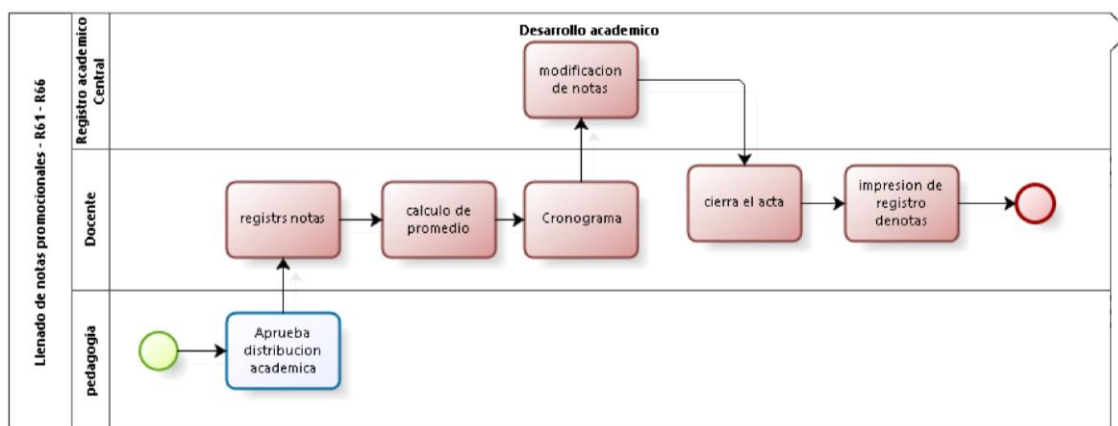 Llenado de notas promocionales - R61 - R66
Registro academico
Central
Desarrollo academico
modificacion
de notas
Docente
registrs notas
calculo de
promedio
Cronograma
cierra el acta
impresion de
registro
denotas
pedagogia
Aprueba
distribucion
academica